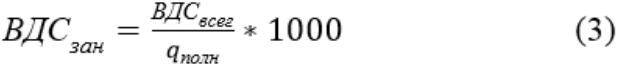 ВДС_зан = ВДС_всег / q_полн * 1000 (3)